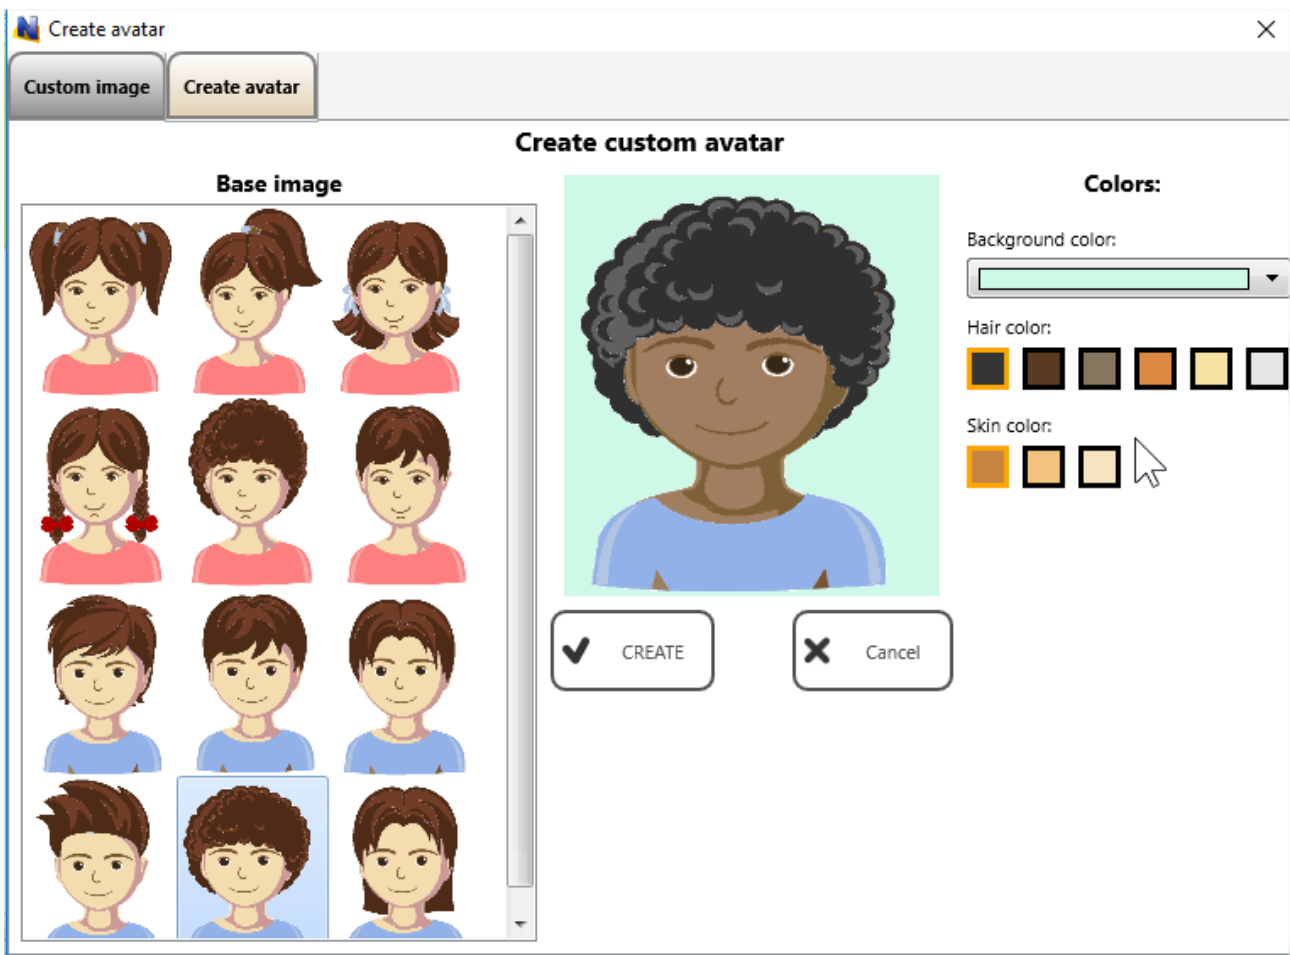 Create avatar
Custom image
Create avatar
Create custom avatar
Base image
Colors:
Background color:
Hair color:
Skin color:
CREATE
Cancel